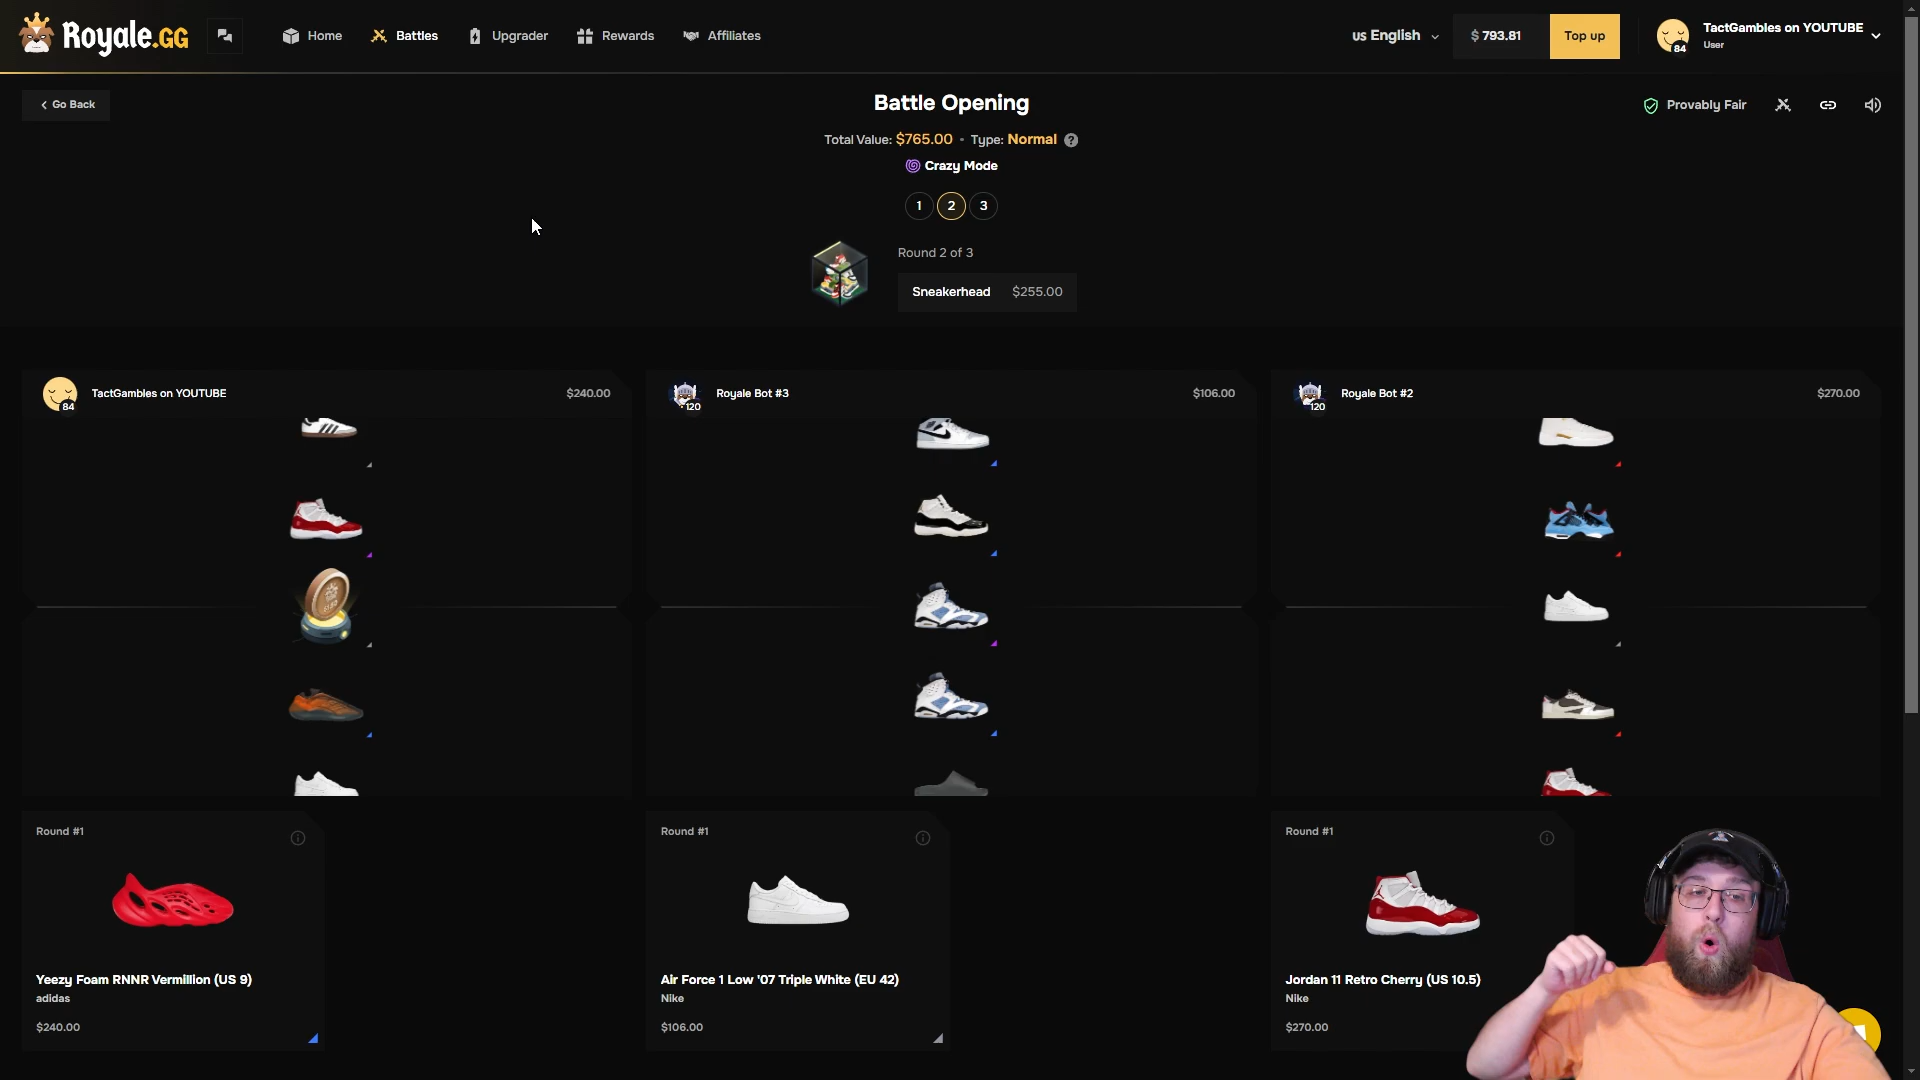 Royale.GG
Home
Battles
Upgrader
Rewards
Affiliates
us English
$ 793.81
Top up
84
TactGambles on YOUTUBE
User
Go Back
Battle Opening
Provably Fair
Total Value: $765.00 • Type: Normal ?
Crazy Mode
1 2 3
Round 2 of 3
Sneakerhead $255.00
84 TactGambles on YOUTUBE $240.00
120 Royale Bot #3 $106.00
120 Royale Bot #2 $270.00
Round #1
Yeezy Foam RNNR Vermillion (US 9)
adidas
$240.00
Round #1
Air Force 1 Low '07 Triple White (EU 42)
Nike
$106.00
Round #1
Jordan 11 Retro Cherry (US 10.5)
Nike
$270.00